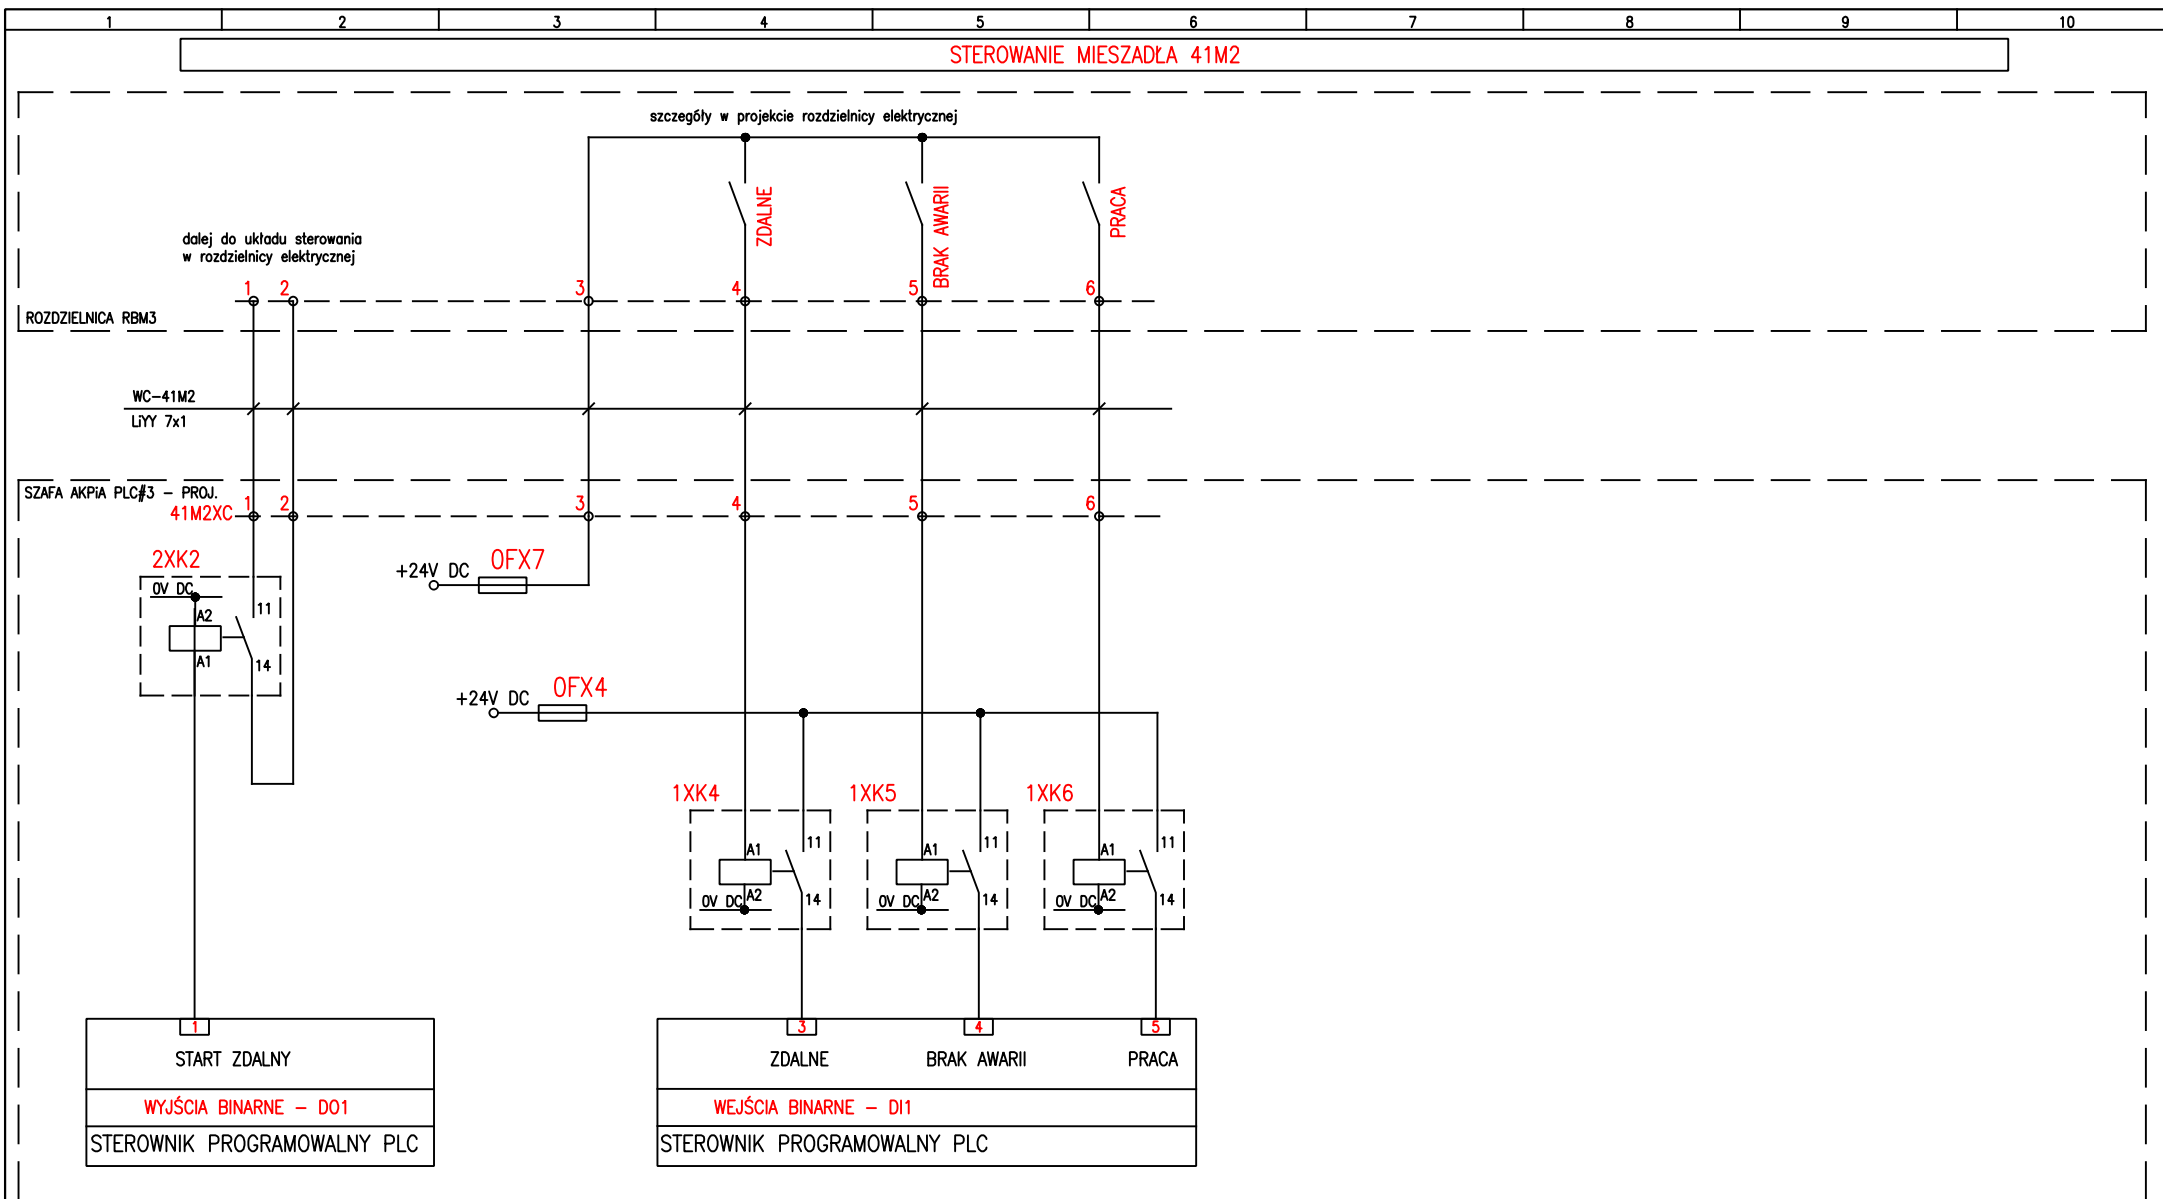 1 2 3 4 5 6 7 8 9 10
STEROWANIE MIESZADŁA 41M2
szczegóły w projekcie rozdzielnicy elektrycznej
ZDALNE
BRAK AWARII
PRACA
dalej do układu sterowania
w rozdzielnicy elektrycznej
1 2 3 4 5 6
ROZDZIELNICA RBM3
WC-41M2
LiYY 7x1
SZAFA AKPiA PLC#3 - PROJ.
41M2XC 1 2 3 4 5 6
2XK2
0V DC
A2
A1
11
14
+24V DC
0FX7
+24V DC
0FX4
1XK4
A1
11
0V DC
A2
14
1XK5
A1
11
0V DC
A2
14
1XK6
A1
11
0V DC
A2
14
1
START ZDALNY
WYJŚCIA BINARNE - DO1
STEROWNIK PROGRAMOWALNY PLC
3 4 5
ZDALNE BRAK AWARII PRACA
WEJŚCIA BINARNE - DI1
STEROWNIK PROGRAMOWALNY PLC